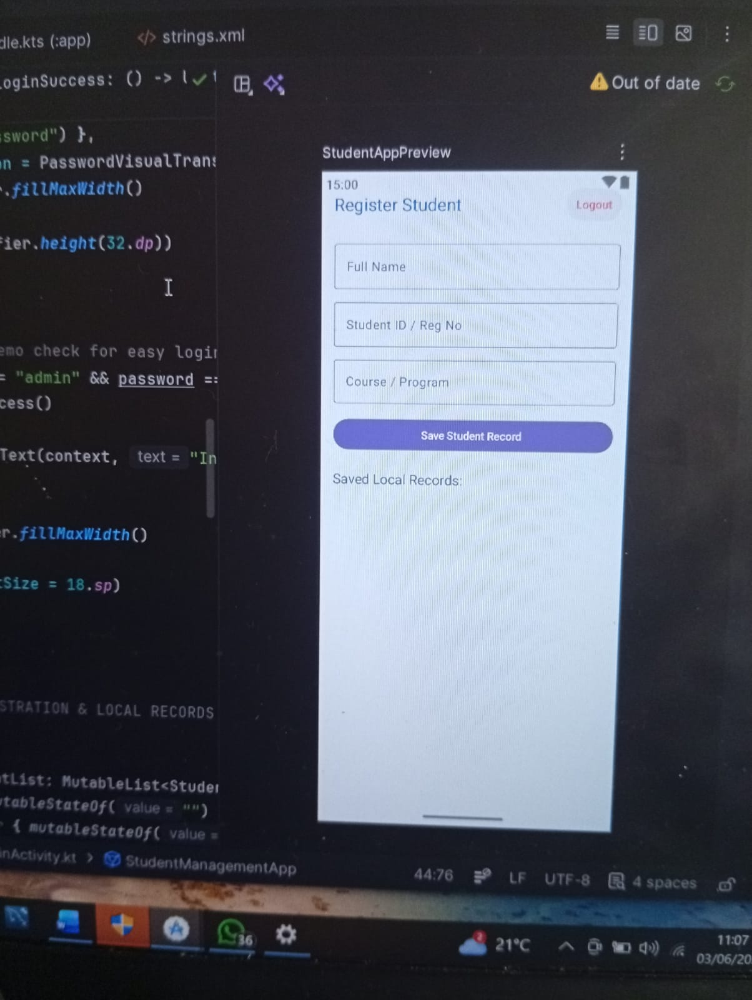 dle.kts (:app)
strings.xml
oginSuccess: () ->
Out of date
ssword") },
on = PasswordVisualTrans
.fillMaxWidth()
fier.height(32.dp))
emo check for easy login
= "admin" && password ==
cess()
Text(context, text = "In
r.fillMaxWidth()
tSize = 18.sp)
STRATION & LOCAL RECORDS
tList: MutableList<Studen
utableStateOf( value = "")
{ mutableStateOf( value =
StudentAppPreview
15:00
Register Student
Logout
Full Name
Student ID / Reg No
Course / Program
Save Student Record
Saved Local Records:
inActivity.kt > StudentManagementApp
44:76 LF UTF-8 4 spaces
36
2
21°C
11:07
03/06/20